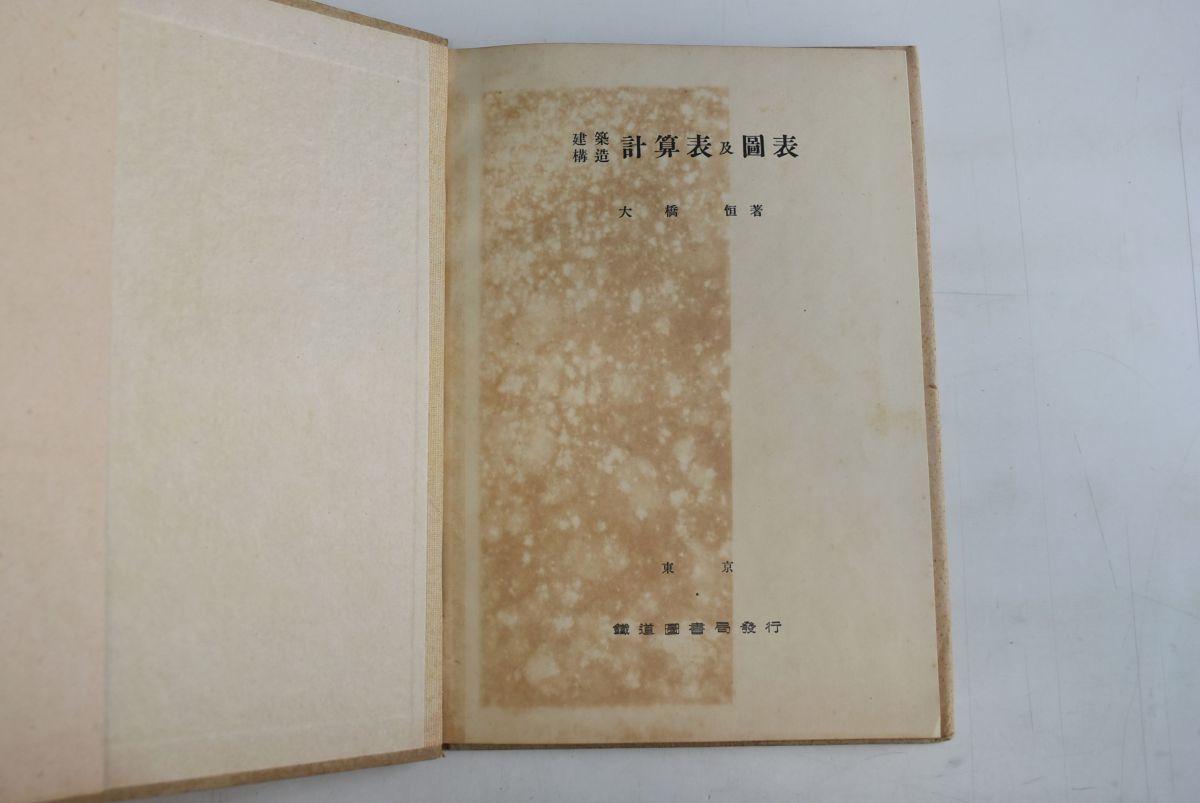 建築構造 計算表及圖表
大橋 恒 著
東京
鐵道圖書局發行